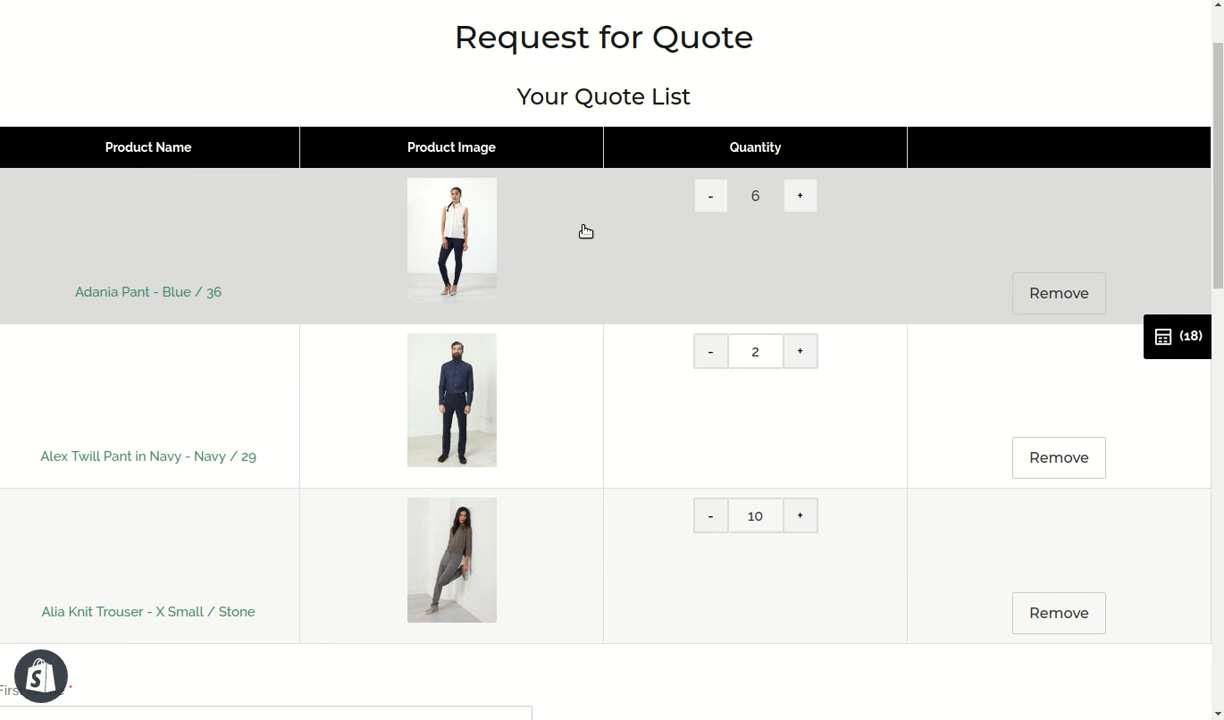 Request for Quote
Your Quote List
Product Name Product Image Quantity
Adania Pant - Blue / 36
- 6 +
Remove
(18)
Alex Twill Pant in Navy - Navy / 29
- 2 +
Remove
Alia Knit Trouser - X Small / Stone
- 10 +
Remove
*